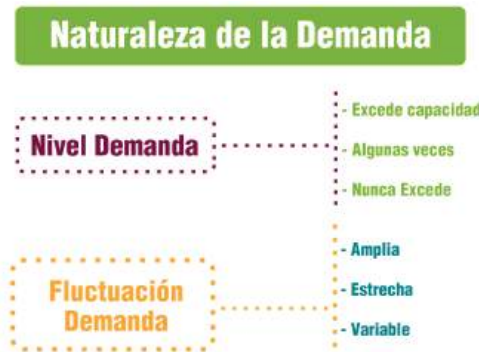 Naturaleza de la Demanda
Nivel Demanda
- Excede capacidad
- Algunas veces
- Nunca Excede
Fluctuación
Demanda
- Amplia
- Estrecha
- Variable